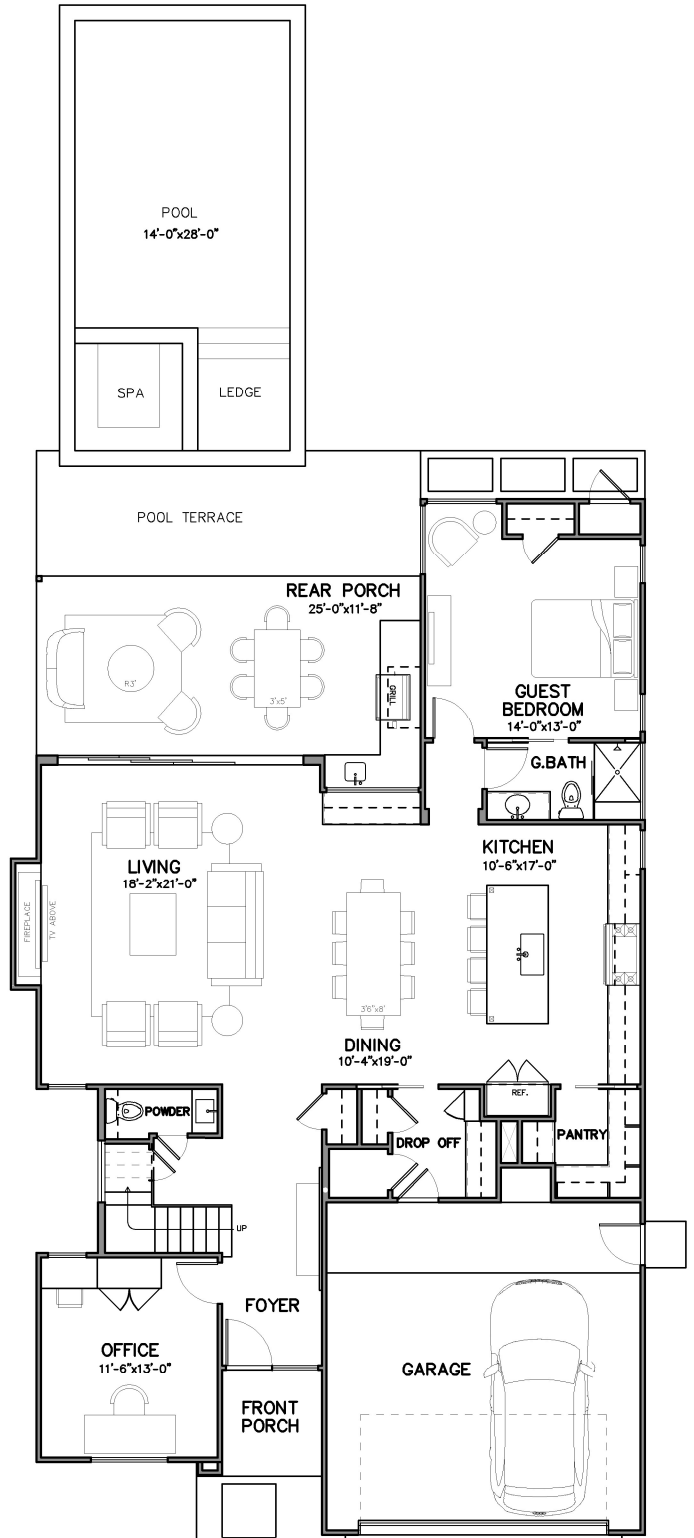 POOL
14'-0"x28'-0"
SPA
LEDGE
POOL TERRACE
REAR PORCH
25'-0"x11'-8"
R3'
3'x5'
GRILL
GUEST
BEDROOM
14'-0"x13'-0"
G.BATH
LIVING
18'-2"x21'-0"
KITCHEN
10'-6"x17'-0"
FIREPLACE
TV ABOVE
3'6"x8'
DINING
10'-4"x19'-0"
REF.
POWDER
DROP OFF
PANTRY
UP
FOYER
OFFICE
11'-6"x13'-0"
GARAGE
FRONT
PORCH